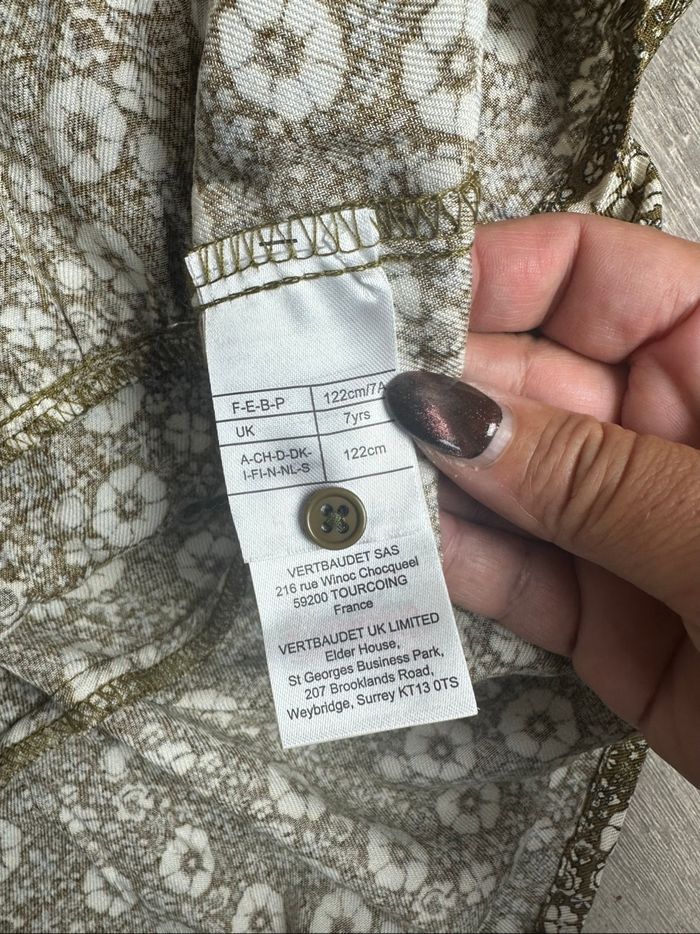 F-E-B-P 122cm/7A
UK 7yrs
A-CH-D-DK-
I-FI-N-NL-S 122cm
VERTBAUDET SAS
216 rue Winoc Chocqueel
59200 TOURCOING
France
VERTBAUDET UK LIMITED
Elder House,
St Georges Business Park,
207 Brooklands Road,
Weybridge, Surrey KT13 0TS